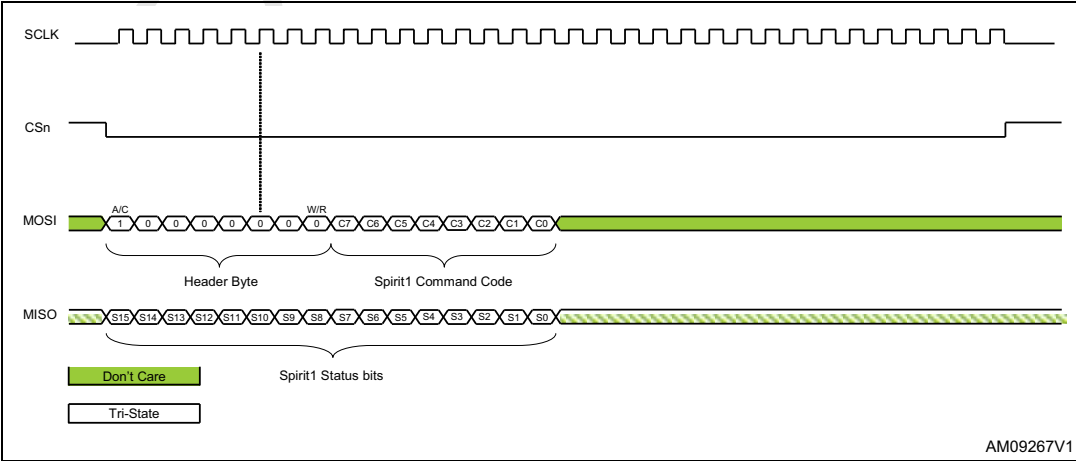 SCLK
CSn
A/C W/R
MOSI 1 0 0 0 0 0 0 0 C7 C6 C5 C4 C3 C2 C1 C0
Header Byte Spirit1 Command Code
MISO S15 S14 S13 S12 S11 S10 S9 S8 S7 S6 S5 S4 S3 S2 S1 S0
Don't Care Spirit1 Status bits
Tri-State
AM09267V1